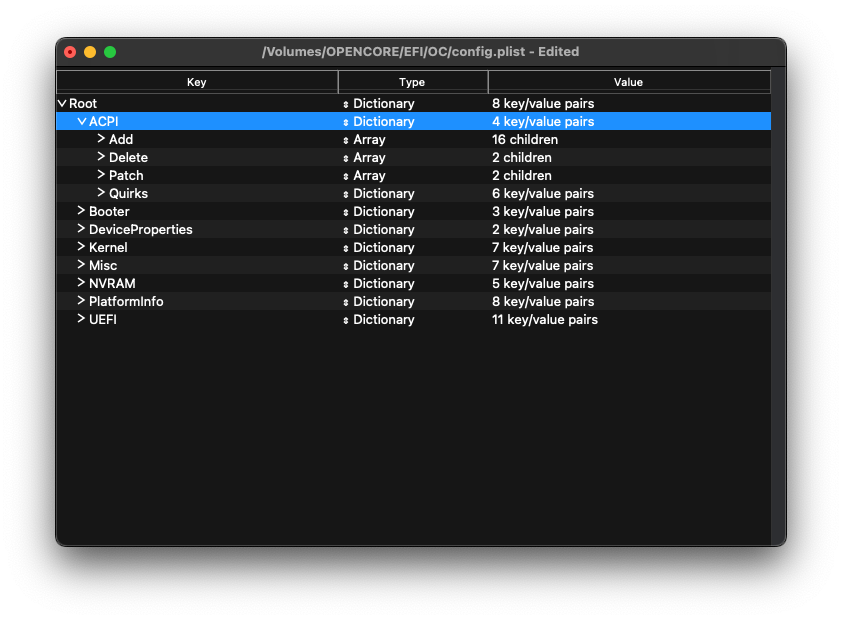 /Volumes/OPENCORE/EFI/OC/config.plist - Edited
Key Type Value
Root Dictionary 8 key/value pairs
ACPI Dictionary 4 key/value pairs
Add Array 16 children
Delete Array 2 children
Patch Array 2 children
Quirks Dictionary 6 key/value pairs
Booter Dictionary 3 key/value pairs
DeviceProperties Dictionary 2 key/value pairs
Kernel Dictionary 7 key/value pairs
Misc Dictionary 7 key/value pairs
NVRAM Dictionary 5 key/value pairs
PlatformInfo Dictionary 8 key/value pairs
UEFI Dictionary 11 key/value pairs